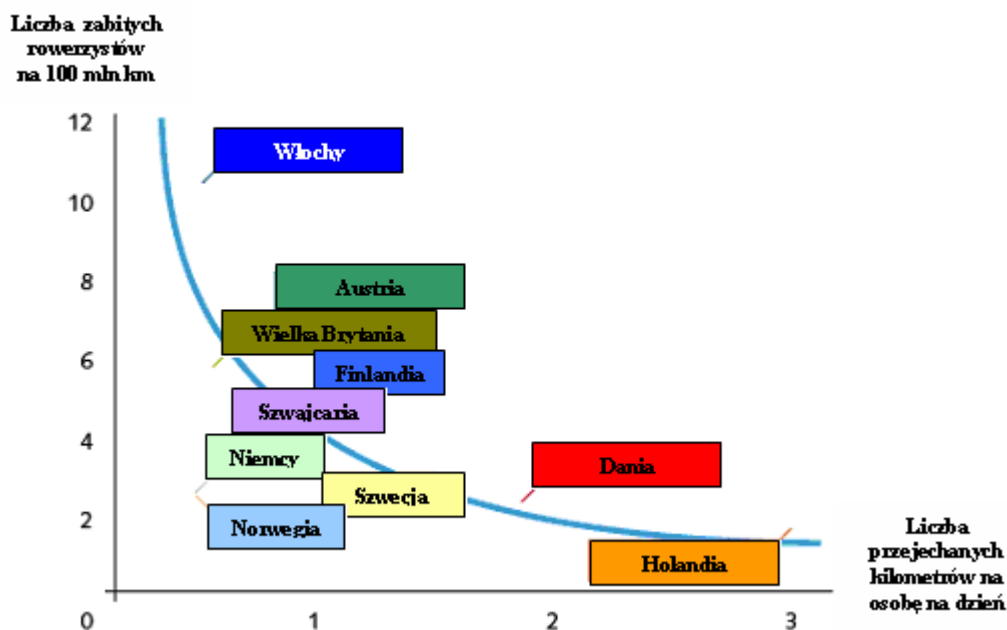 Liczba zabitych
rowerzystów
na 100 mln km
12
Włochy
10
8
Austria
Wielka Brytania
6
Finlandia
Szwajcaria
4
Niemcy
Dania
Szwecja
2
Norwegia
Holandia
Liczba
przejechanych
kilometrów na
osobę na dzień
0
1
2
3